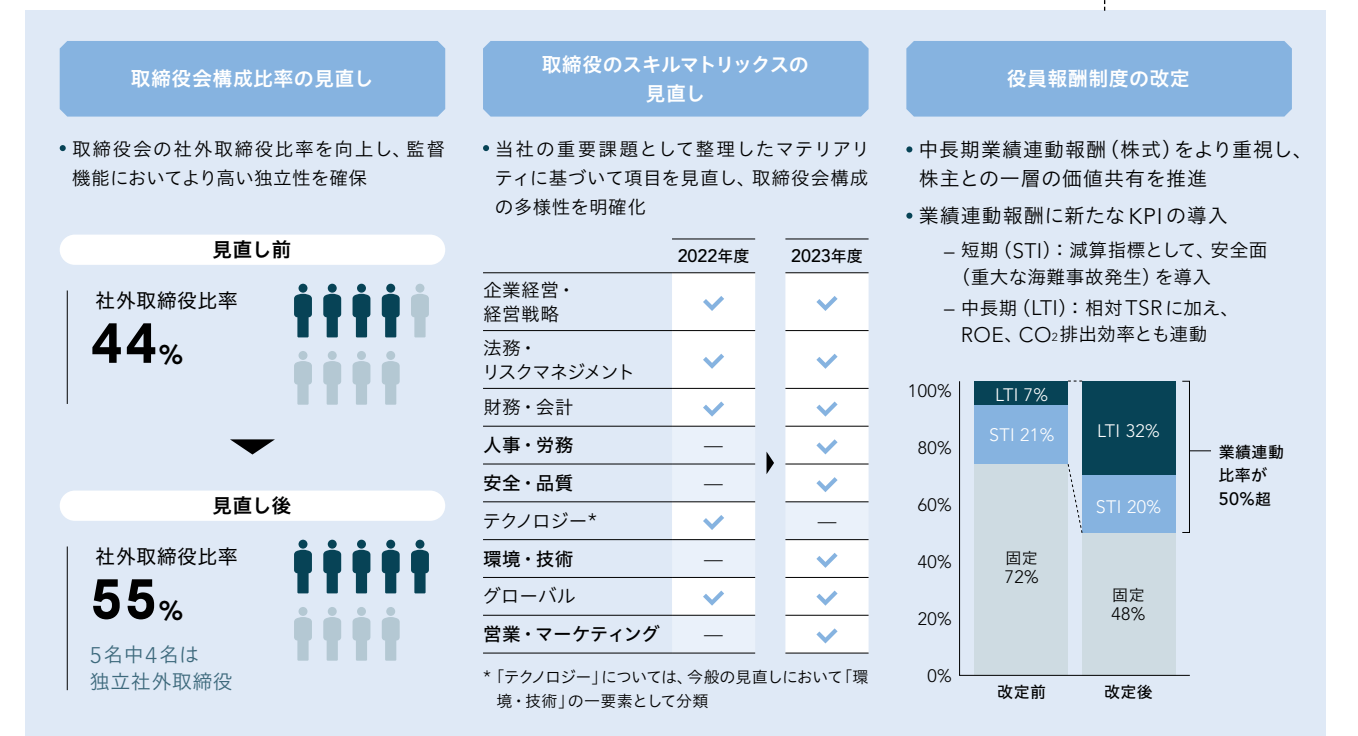 取締役会構成比率の見直し
• 取締役会の社外取締役比率を向上し、監督
機能においてより高い独立性を確保
見直し前
社外取締役比率
44%
見直し後
社外取締役比率
55%
5名中4名は
独立社外取締役
取締役のスキルマトリックスの
見直し
• 当社の重要課題として整理したマテリアリ
ティに基づいて項目を見直し、取締役会構成
の多様性を明確化
2022年度 2023年度
企業経営・
経営戦略 ✓ ✓
法務・
リスクマネジメント ✓ ✓
財務・会計 ✓ ✓
人事・労務 — ✓
安全・品質 — ✓
テクノロジー* ✓ —
環境・技術 — ✓
グローバル ✓ ✓
営業・マーケティング — ✓
*「テクノロジー」については、今般の見直しにおいて「環
境・技術」の一要素として分類
役員報酬制度の改定
• 中長期業績連動報酬（株式）をより重視し、
株主との一層の価値共有を推進
• 業績連動報酬に新たなKPIの導入
– 短期（STI）：減算指標として、安全面
（重大な海難事故発生）を導入
– 中長期（LTI）：相対TSRに加え、
ROE、CO₂排出効率とも連動
100%
80%
60%
40%
20%
0%
LTI 7%
STI 21%
固定
72%
改定前
LTI 32%
STI 20%
固定
48%
改定後
業績連動
比率が
50%超